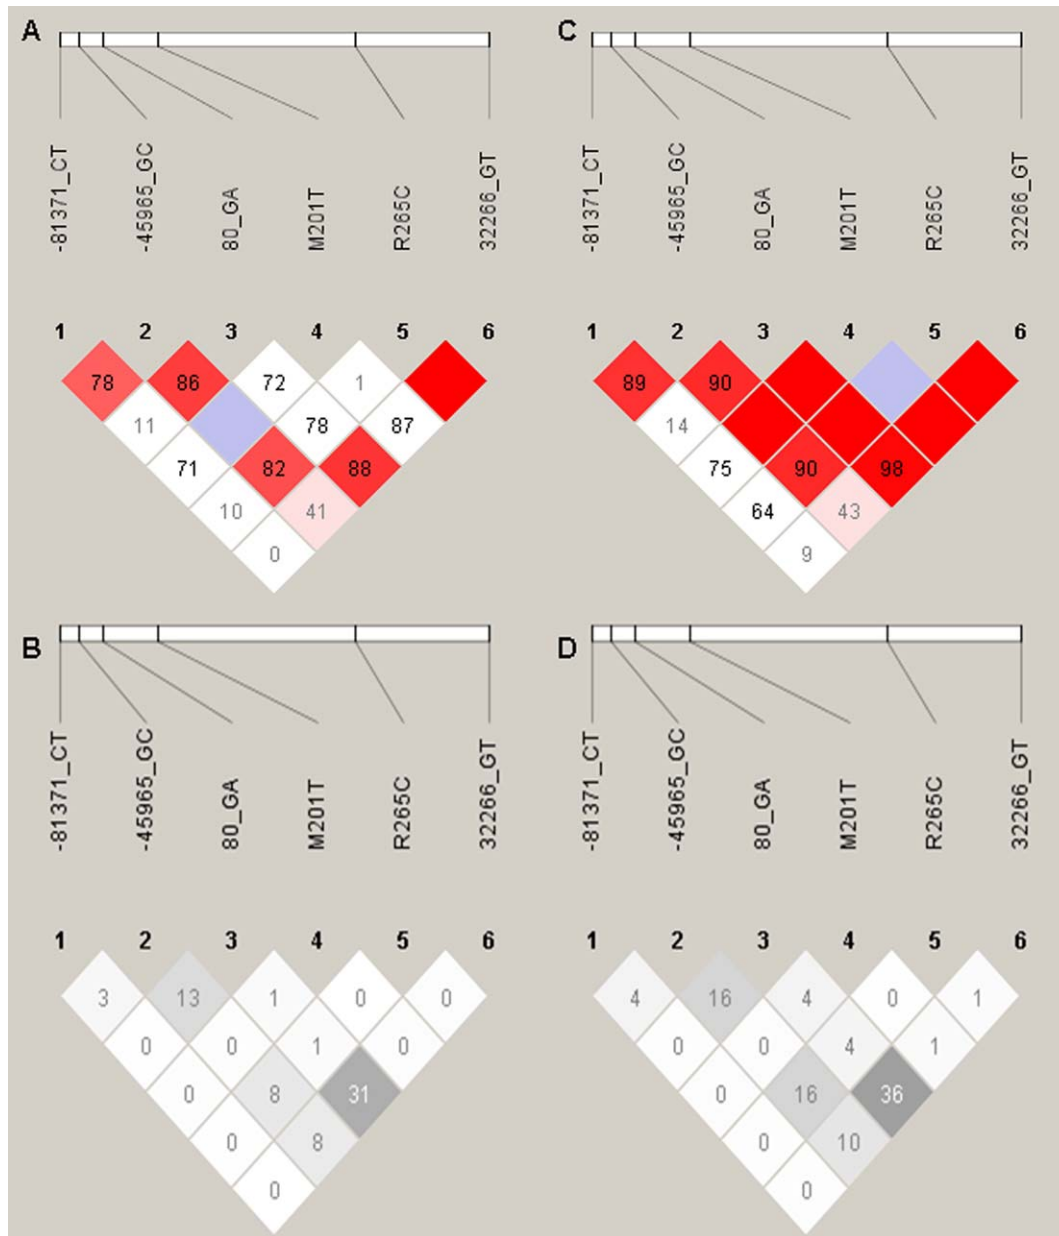 A
-81371_CT
-45965_GC
80_GA
M201T
R265C
32266_GT
1 2 3 4 5 6
78 86 72 1
11 78 87
71 82 88
10 41
0
C
-81371_CT
-45965_GC
80_GA
M201T
R265C
32266_GT
1 2 3 4 5 6
89 90
14
75 90 98
64 43
9
B
-81371_CT
-45965_GC
80_GA
M201T
R265C
32266_GT
1 2 3 4 5 6
3 13 1 0 0
0 0 1 0
0 8 31
0 8
0
D
-81371_CT
-45965_GC
80_GA
M201T
R265C
32266_GT
1 2 3 4 5 6
4 16 4 0 1
0 0 4 1
0 16 36
0 10
0